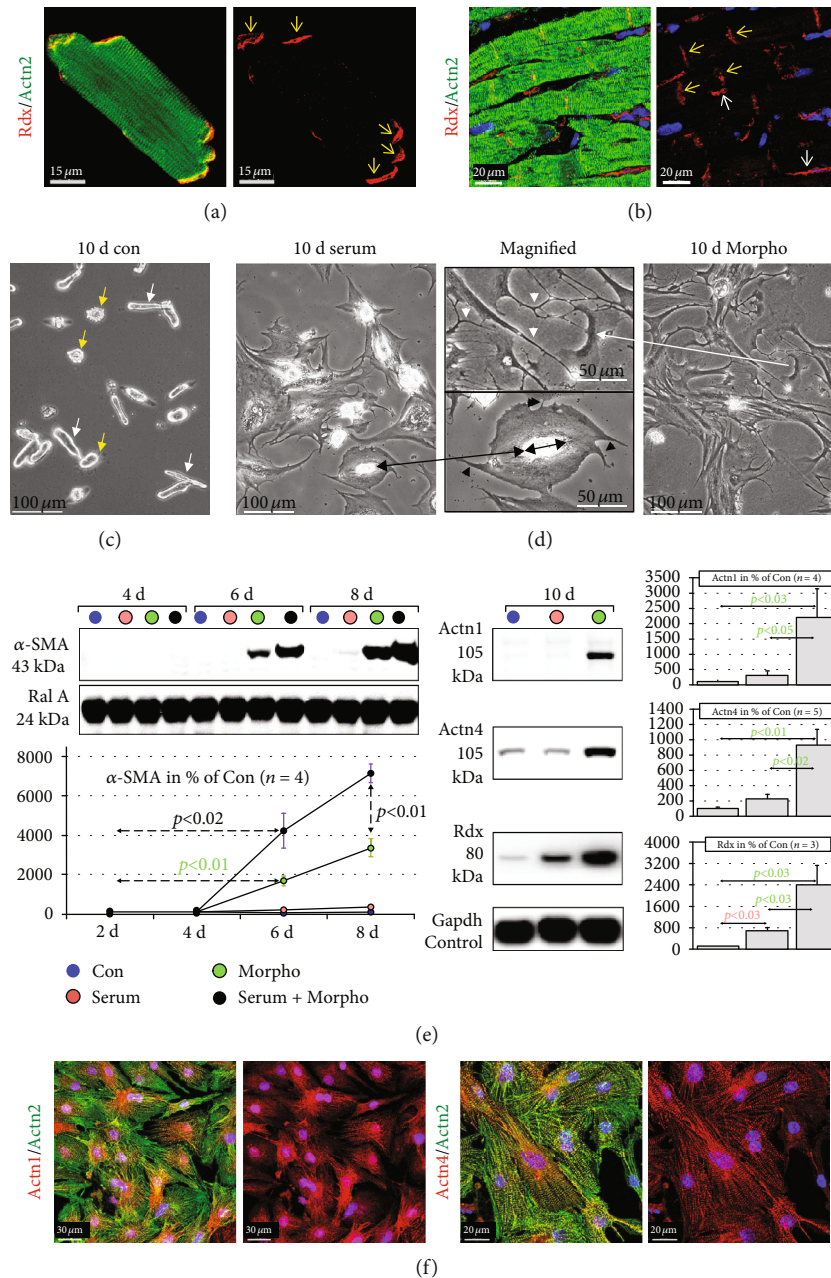 Rdx/Actn2
15 μm
15 μm
(a)
Rdx/Actn2
20 μm
20 μm
(b)
10 d con
100 μm
(c)
10 d serum
Magnified
10 d Morpho
100 μm
50 μm
50 μm
100 μm
(d)
4 d
6 d
8 d
α-SMA
43 kDa
Ral A
24 kDa
8000
6000
4000
2000
0
α-SMA in % of Con (n = 4)
p<0.02
p<0.01
p<0.01
2 d
4 d
6 d
8 d
Con
Morpho
Serum
Serum + Morpho
10 d
Actn1
105
kDa
Actn4
105
kDa
Rdx
80
kDa
Gapdh
Control
Actn1 in % of Con (n = 4)
3500
3000
2500
2000
1500
1000
500
0
p<0.03
p<0.05
Actn4 in % of Con (n = 5)
1400
1200
1000
800
600
400
200
0
p<0.01
p<0.02
Rdx in % of Con (n = 3)
4000
3200
2400
1600
800
0
p<0.03
p<0.03
p<0.03
(e)
Actn1/Actn2
30 μm
30 μm
Actn4/Actn2
20 μm
20 μm
(f)